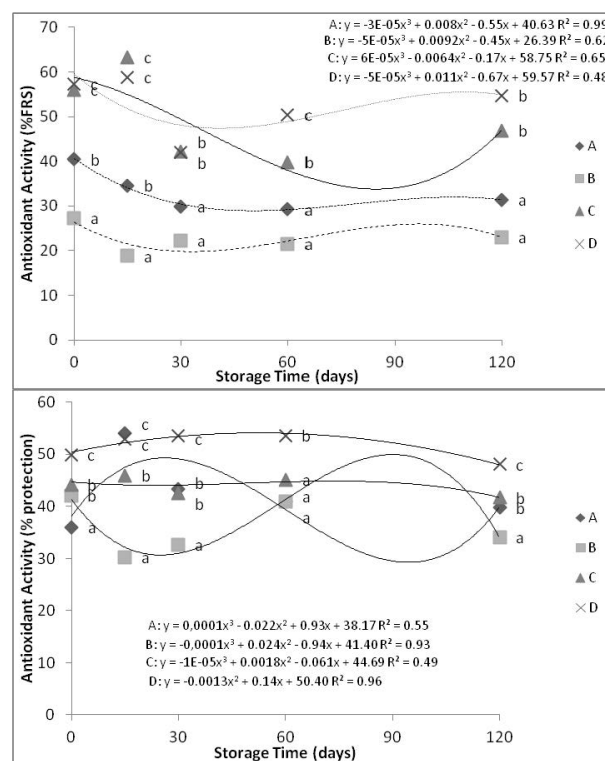 A: y = -3E-05x³ + 0.008x² - 0.55x + 40.63 R² = 0.99
B: y = -5E-05x³ + 0.0092x² - 0.45x + 26.39 R² = 0.62
C: y = 6E-05x³ - 0.0064x² - 0.17x + 58.75 R² = 0.65
D: y = -5E-05x³ + 0.011x² - 0.67x + 59.57 R² = 0.48
Antioxidant Activity (%FRS)
70
60
50
40
30
20
10
0
c
c
c
b
b
c
b
b
b
b
b
a
a
a
a
a
a
a
a
A
B
C
D
0 30 60 90 120
Storage Time (days)
Antioxidant Activity (% protection)
60
50
40
30
20
10
0
c
c
c
b
c
c
b
b
b
a
b
b
b
b
a
a
a
a
a
a
A
B
C
D
A: y = 0,0001x³ - 0.022x² + 0.93x + 38.17 R² = 0.55
B: y = -0,0001x³ + 0.024x² - 0.94x + 41.40 R² = 0.93
C: y = -1E-05x³ + 0.0018x² - 0.061x + 44.69 R² = 0.49
D: y = -0.0013x² + 0.14x + 50.40 R² = 0.96
0 30 60 90 120
Storage Time (days)